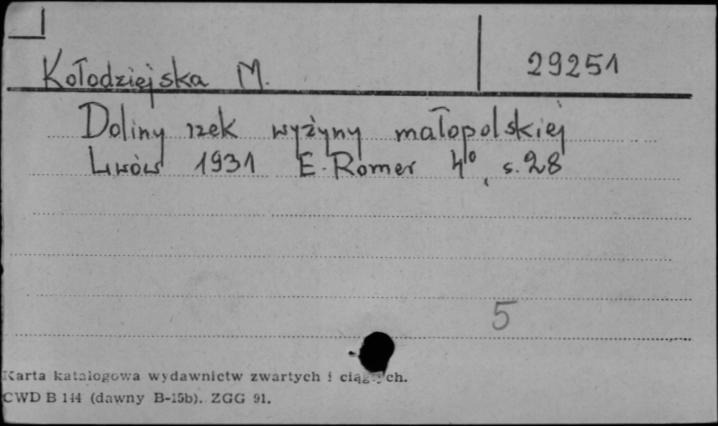 Kołodziejska M. 29251
Doliny rzek wyżyny małopolskiej
Lwów 1931 E. Romer 4°, s. 28
5
Karta katalogowa wydawnictw zwartych i ciągłych.
CWD B 144 (dawny B-15b). ZGG 91.